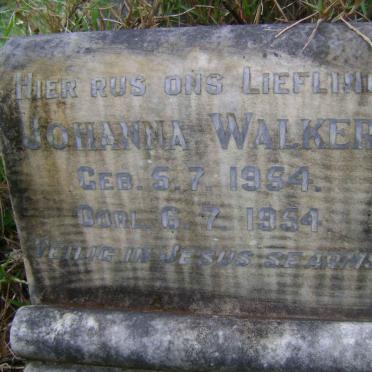 HIER RUS ONS LIEFLING
JOHANNA WALKER
GEB. 5.7.1954.
OORL. 6.7.1954
VEILIG IN JESUS SE ARMS.